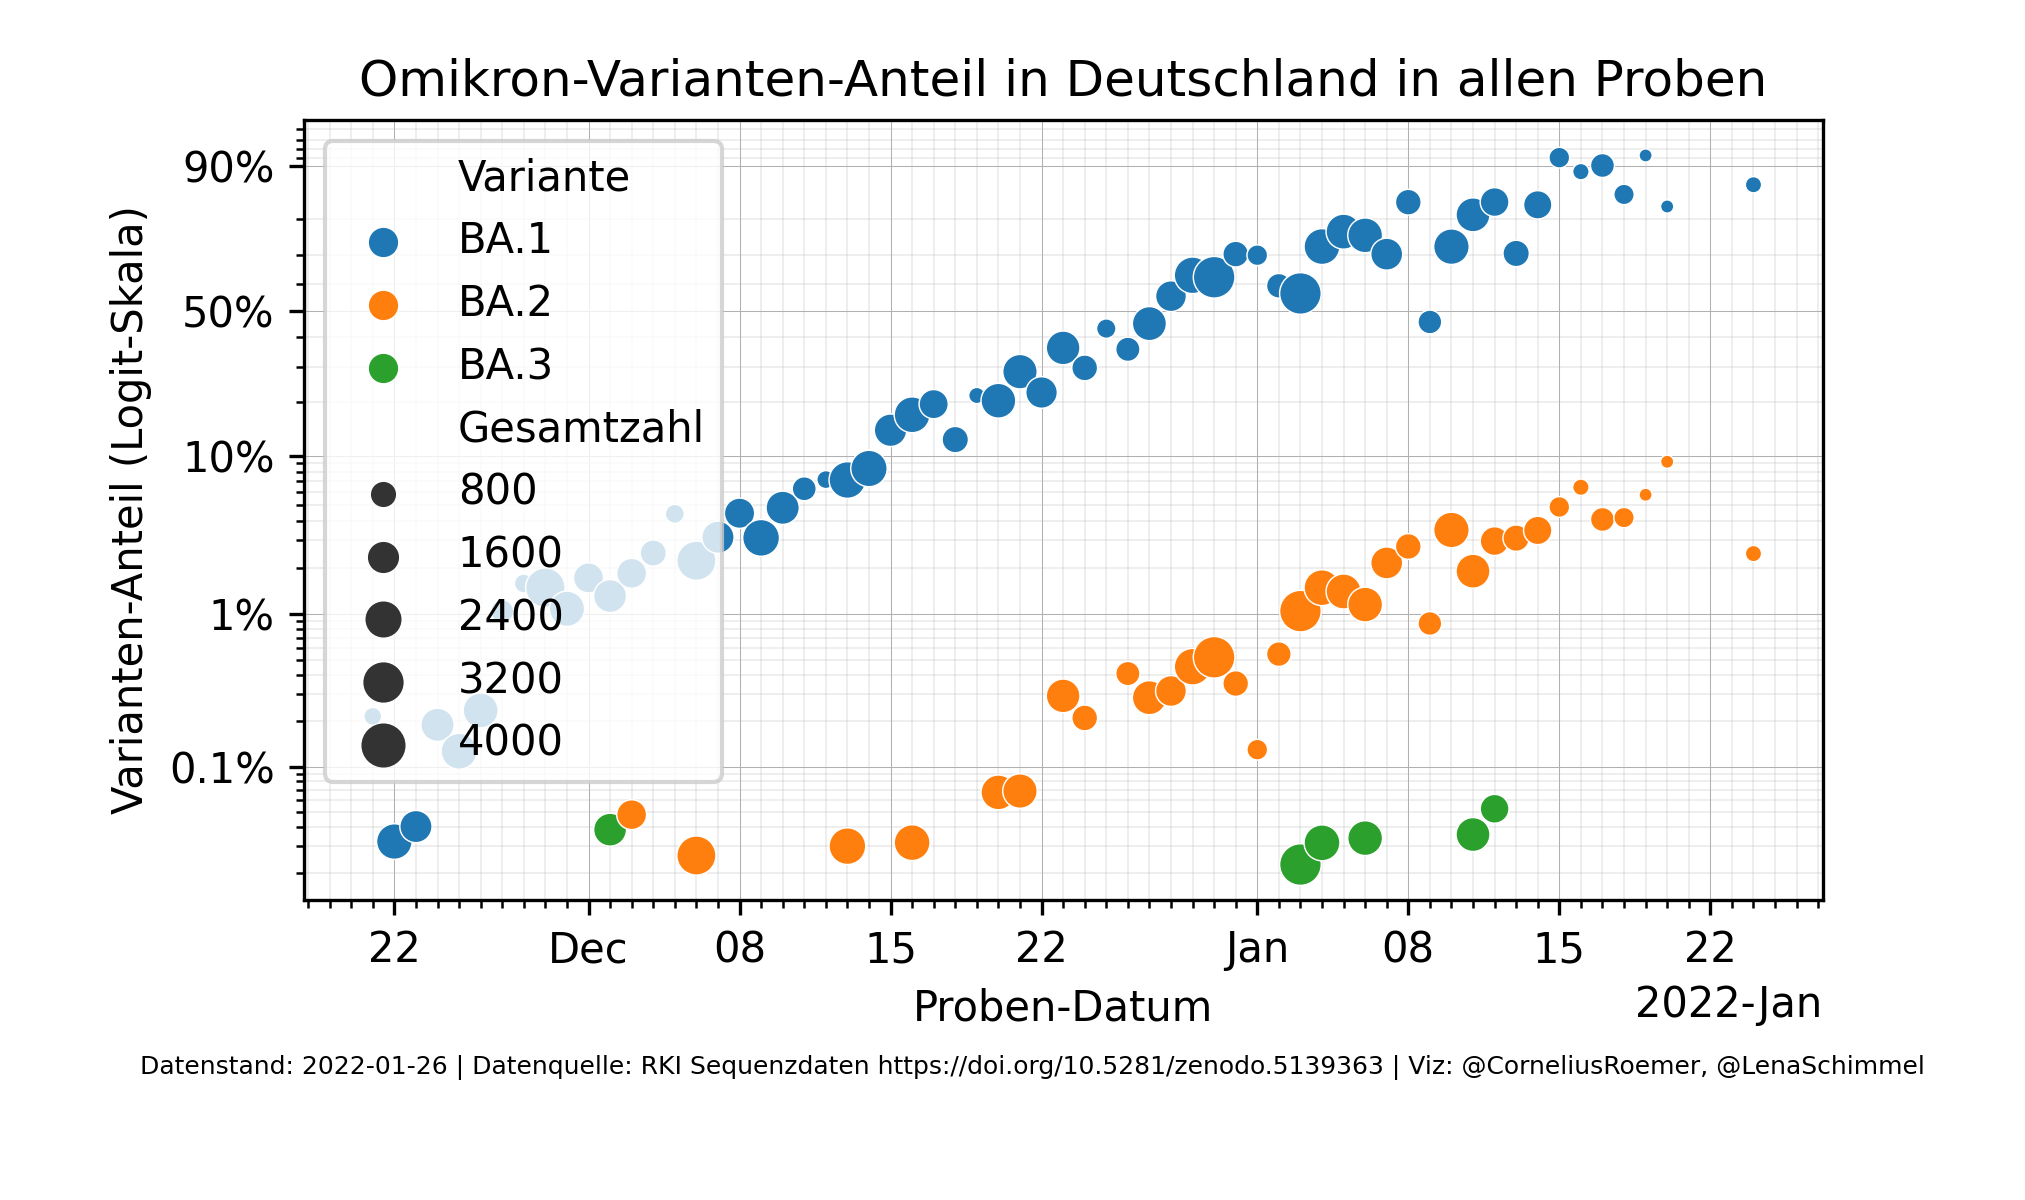 Omikron-Varianten-Anteil in Deutschland in allen Proben
Varianten-Anteil (Logit-Skala)
90%
50%
10%
1%
0.1%
Variante
BA.1
BA.2
BA.3
Gesamtzahl
800
1600
2400
3200
4000
22 Dec 08 15 22 Jan 08 15 22
Proben-Datum
2022-Jan
Datenstand: 2022-01-26 | Datenquelle: RKI Sequenzdaten https://doi.org/10.5281/zenodo.5139363 | Viz: @CorneliusRoemer, @LenaSchimmel